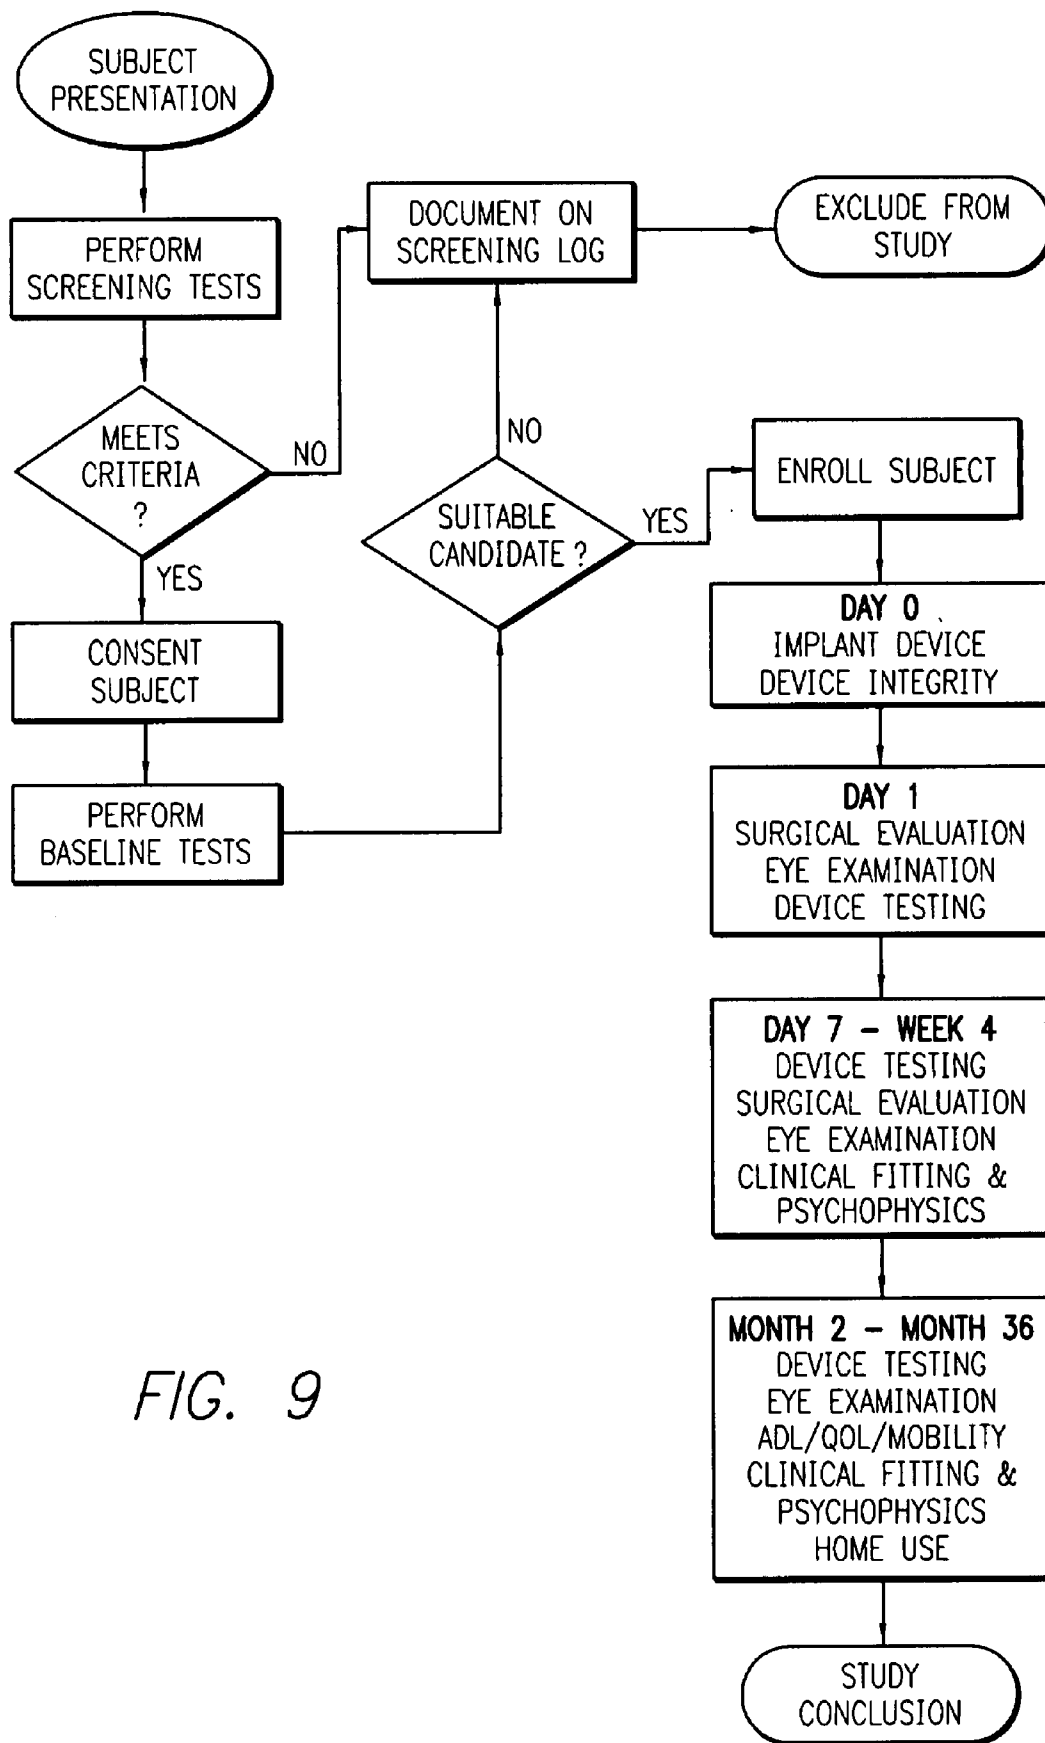 SUBJECT
PRESENTATION
PERFORM
SCREENING TESTS
MEETS
CRITERIA
?
NO
YES
CONSENT
SUBJECT
PERFORM
BASELINE TESTS
DOCUMENT ON
SCREENING LOG
EXCLUDE FROM
STUDY
NO
SUITABLE
CANDIDATE ?
YES
ENROLL SUBJECT
DAY 0
IMPLANT DEVICE
DEVICE INTEGRITY
DAY 1
SURGICAL EVALUATION
EYE EXAMINATION
DEVICE TESTING
DAY 7 - WEEK 4
DEVICE TESTING
SURGICAL EVALUATION
EYE EXAMINATION
CLINICAL FITTING &
PSYCHOPHYSICS
MONTH 2 - MONTH 36
DEVICE TESTING
EYE EXAMINATION
ADL/QOL/MOBILITY
CLINICAL FITTING &
PSYCHOPHYSICS
HOME USE
STUDY
CONCLUSION
FIG. 9